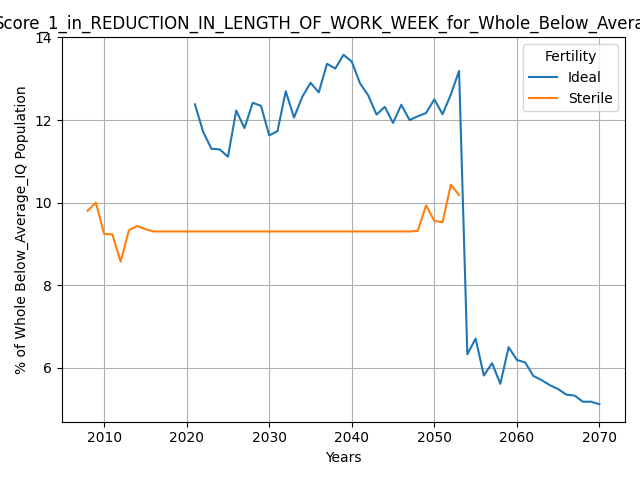 Score_1_in_REDUCTION_IN_LENGTH_OF_WORK_WEEK_for_Whole_Below_Avera
Fertility
Ideal
Sterile
% of Whole Below_Average_IQ Population
14
12
10
8
6
2010 2020 2030 2040 2050 2060 2070
Years